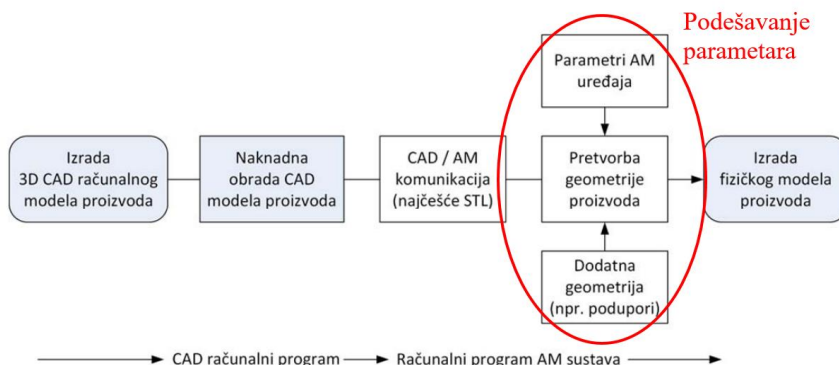 Podešavanje
parametara
Parametri AM
uređaja
Izrada
3D CAD računalnog
modela proizvoda
Naknadna
obrada CAD
modela proizvoda
CAD / AM
komunikacija
(najčešće STL)
Pretvorba
geometrije
proizvoda
Izrada
fizičkog modela
proizvoda
Dodatna
geometrija
(npr. podupori)
CAD računalni program
Računalni program AM sustava